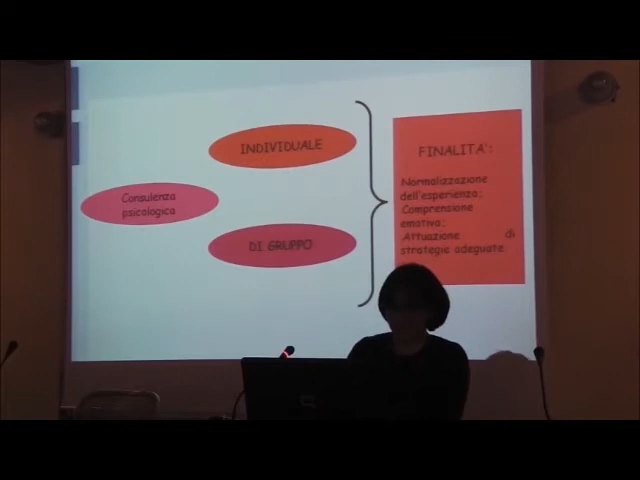 Consulenza
psicologica
INDIVIDUALE
DI GRUPPO
FINALITA':
Normalizzazione
dell'esperienza;
Comprensione
emotiva;
Attuazione di
strategie adeguate